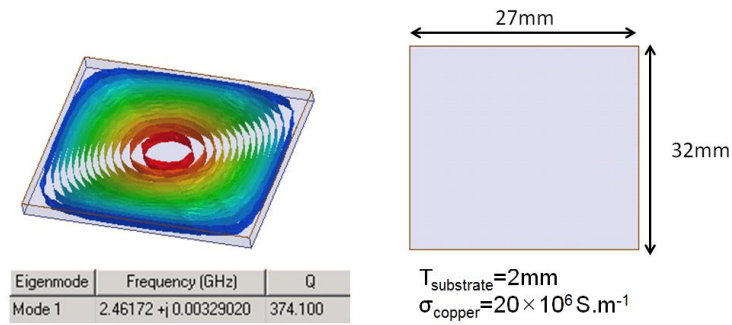 27mm
32mm
Eigenmode Frequency (GHz) Q
Mode 1 2.46172 +j 0.00329020 374.100
Tsubstrate=2mm
σcopper=20×10⁶ S.m⁻¹